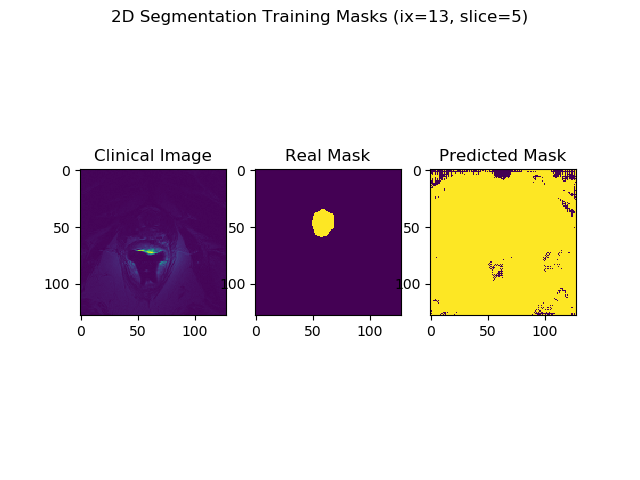 2D Segmentation Training Masks (ix=13, slice=5)
Clinical Image Real Mask Predicted Mask
0 0 0
50 50 50
100 100 100
0 50 100 0 50 100 0 50 100